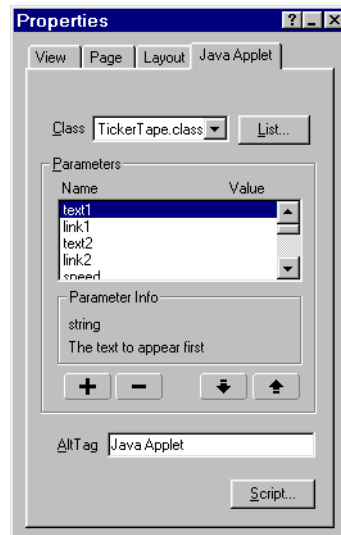 Properties
View Page Layout Java Applet
Class TickerTape.class List...
Parameters
Name Value
text1
link1
text2
link2
speed
Parameter Info
string
The text to appear first
AltTag Java Applet
Script...